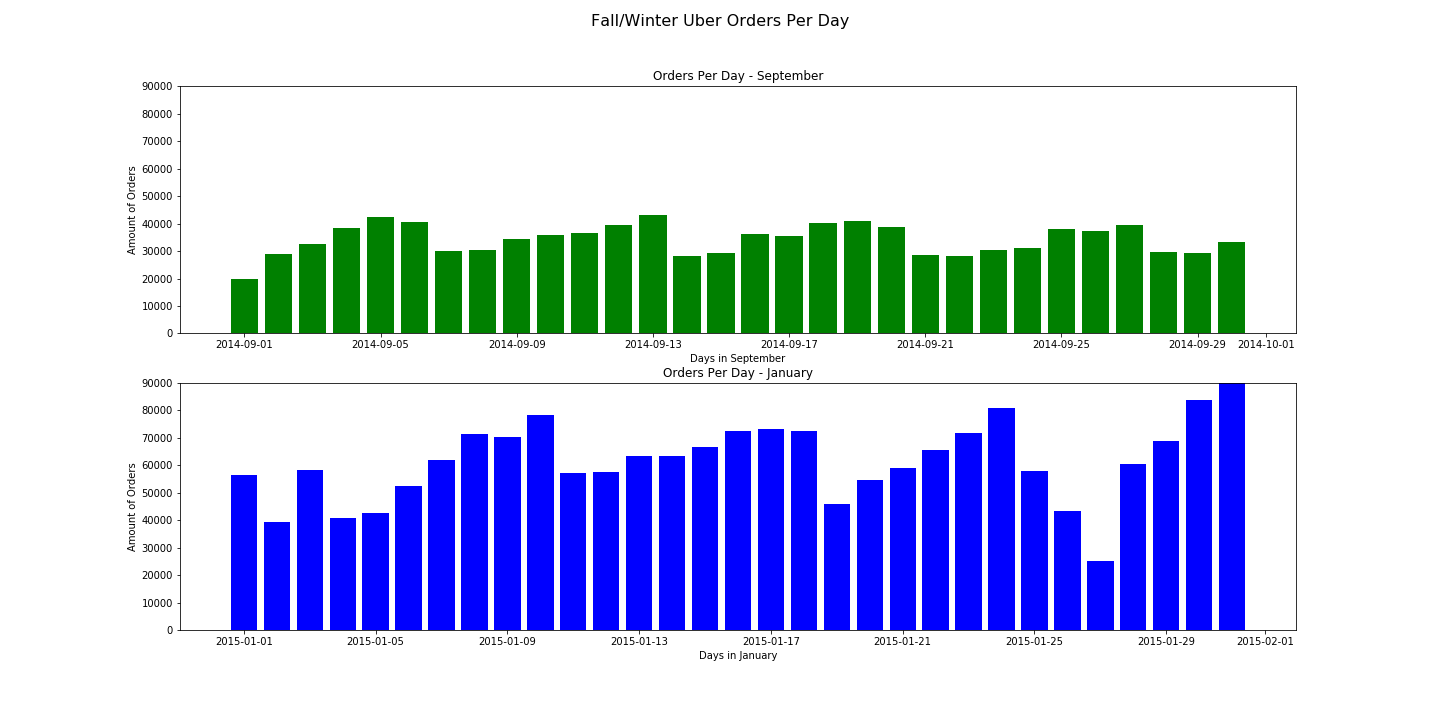 Fall/Winter Uber Orders Per Day
Orders Per Day - September
90000
80000
70000
60000
50000
40000
30000
20000
10000
0
Amount of Orders
2014-09-01 2014-09-05 2014-09-09 2014-09-13 2014-09-17 2014-09-21 2014-09-25 2014-09-29 2014-10-01
Days in September
Orders Per Day - January
90000
80000
70000
60000
50000
40000
30000
20000
10000
0
Amount of Orders
2015-01-01 2015-01-05 2015-01-09 2015-01-13 2015-01-17 2015-01-21 2015-01-25 2015-01-29 2015-02-01
Days in January